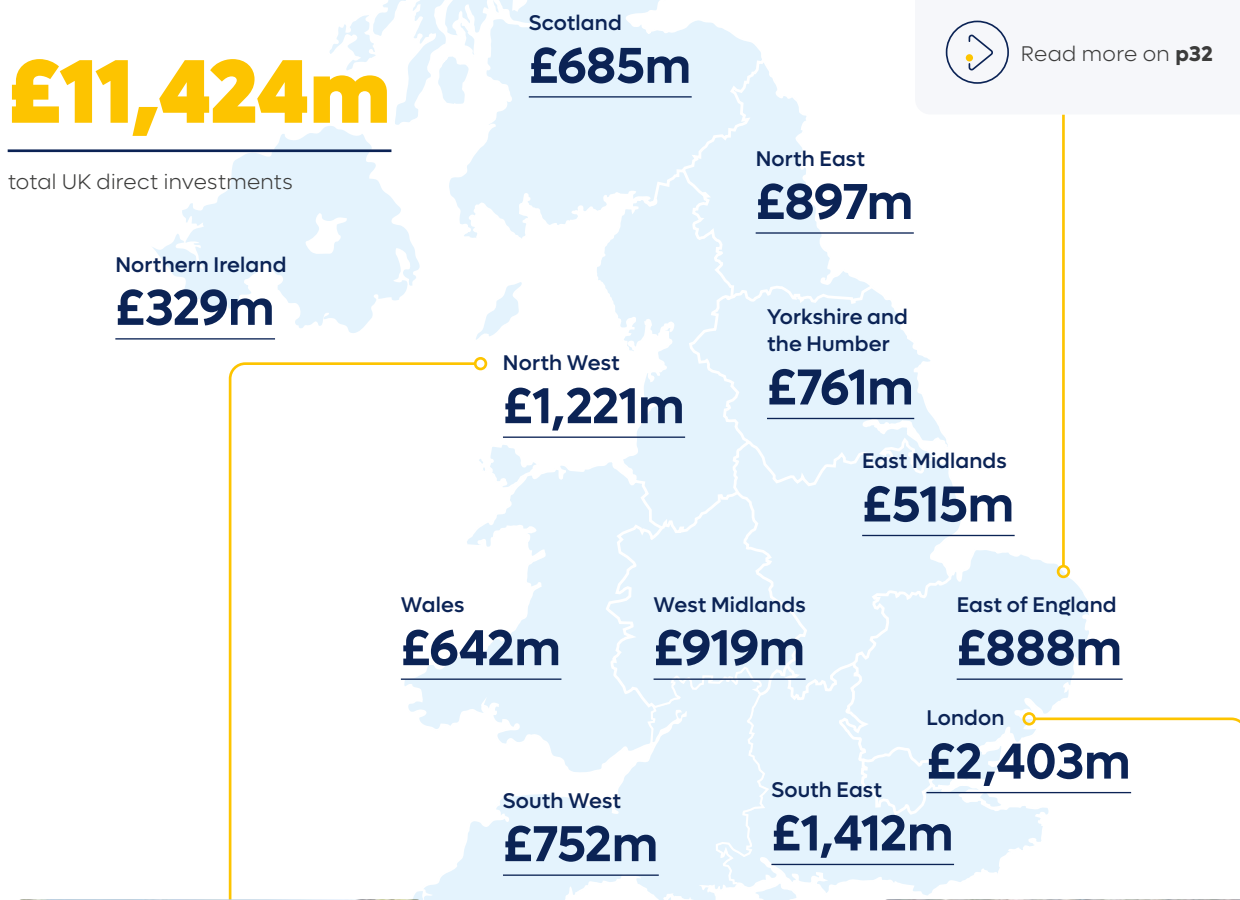 £11,424m
total UK direct investments
Scotland
£685m
Read more on p32
North East
£897m
Northern Ireland
£329m
Yorkshire and
the Humber
£761m
North West
£1,221m
East Midlands
£515m
Wales
£642m
West Midlands
£919m
East of England
£888m
London
£2,403m
South West
£752m
South East
£1,412m